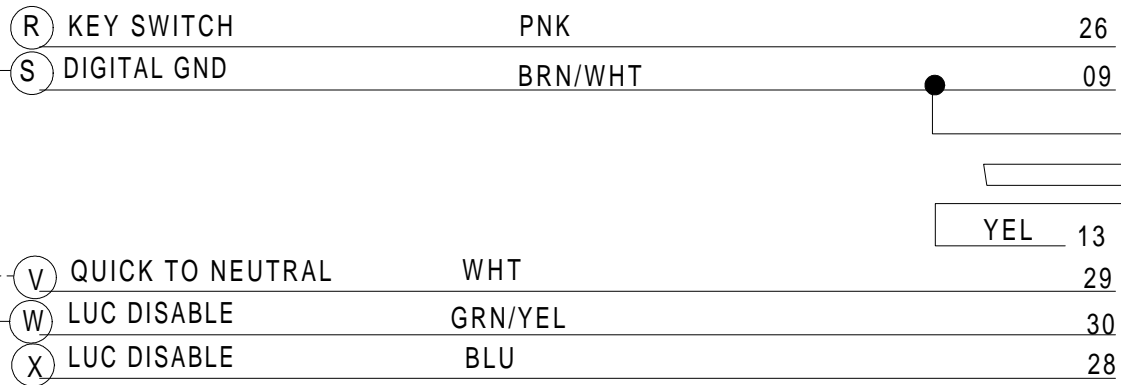 R KEY SWITCH PNK 26
S DIGITAL GND BRN/WHT 09
YEL 13
V QUICK TO NEUTRAL WHT 29
W LUC DISABLE GRN/YEL 30
X LUC DISABLE BLU 28